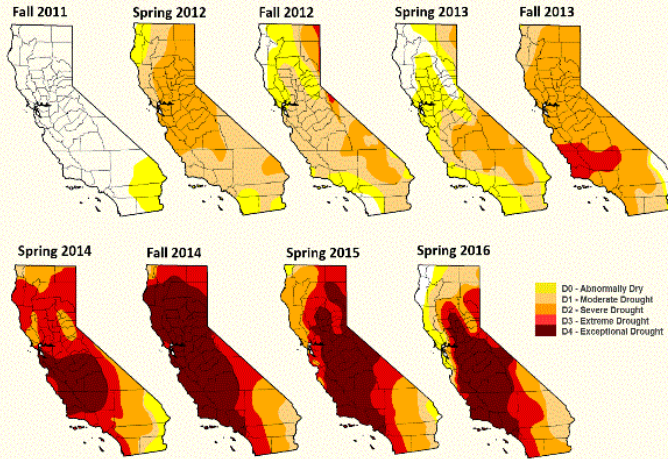 Fall 2011
Spring 2012
Fall 2012
Spring 2013
Fall 2013
Spring 2014
Fall 2014
Spring 2015
Spring 2016
D0 - Abnormally Dry
D1 - Moderate Drought
D2 - Severe Drought
D3 - Extreme Drought
D4 - Exceptional Drought